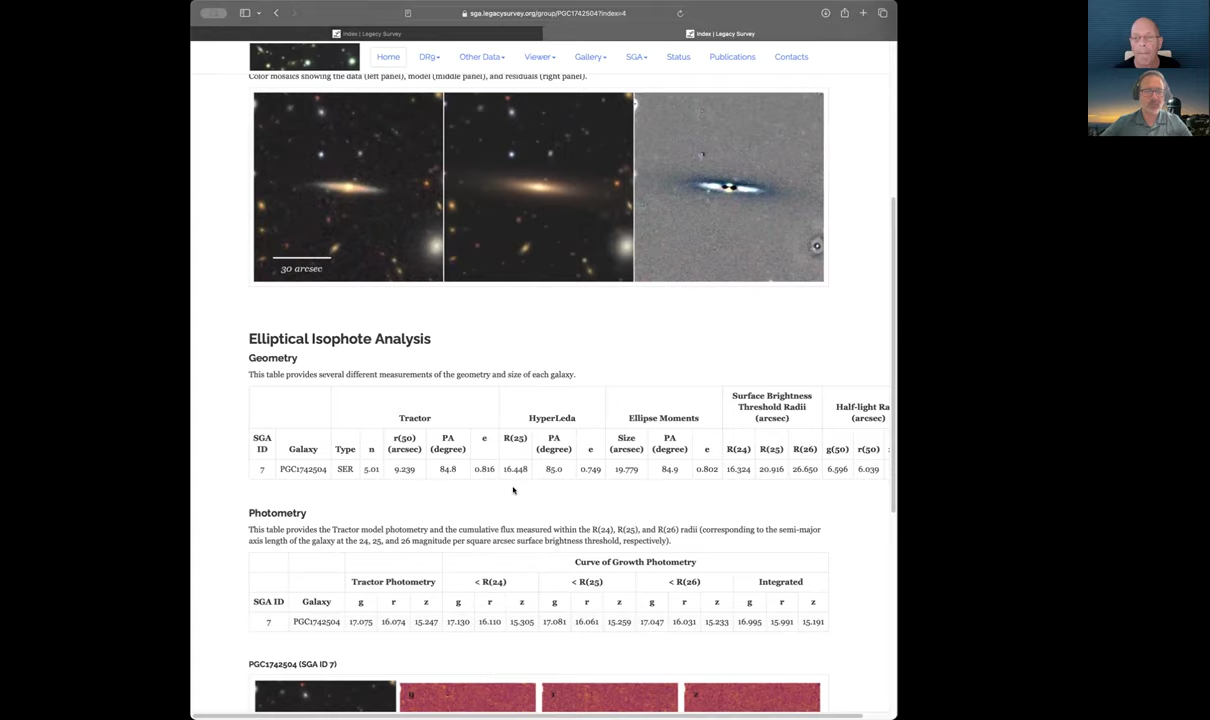 sga.legacysurvey.org/group/PGC1742504?index=4
Index | Legacy Survey
Index | Legacy Survey
Home DR9 Other Data Viewer Gallery SGA Status Publications Contacts
Color mosaics showing the data (left panel), model (middle panel), and residuals (right panel).
30 arcsec
Elliptical Isophote Analysis
Geometry
This table provides several different measurements of the geometry and size of each galaxy.
Tractor HyperLeda Ellipse Moments Surface Brightness Threshold Radii (arcsec) Half-light Ra (arcsec)
SGA ID Galaxy Type n r(50) (arcsec) PA (degree) e R(25) PA (degree) e Size (arcsec) PA (degree) e R(24) R(25) R(26) g(50) r(50)
7 PGC1742504 SER 5.01 9.239 84.8 0.816 16.448 85.0 0.749 19.779 84.9 0.802 16.324 20.916 26.650 6.596 6.039
Photometry
This table provides the Tractor model photometry and the cumulative flux measured within the R(24), R(25), and R(26) radii (corresponding to the semi-major
axis length of the galaxy at the 24, 25, and 26 magnitude per square arcsec surface brightness threshold, respectively).
Curve of Growth Photometry
Tractor Photometry < R(24) < R(25) < R(26) Integrated
SGA ID Galaxy g r z g r z g r z g r z g r z
7 PGC1742504 17.075 16.074 15.247 17.130 16.110 15.305 17.081 16.061 15.259 17.047 16.031 15.233 16.995 15.991 15.191
PGC1742504 (SGA ID 7)
g r z